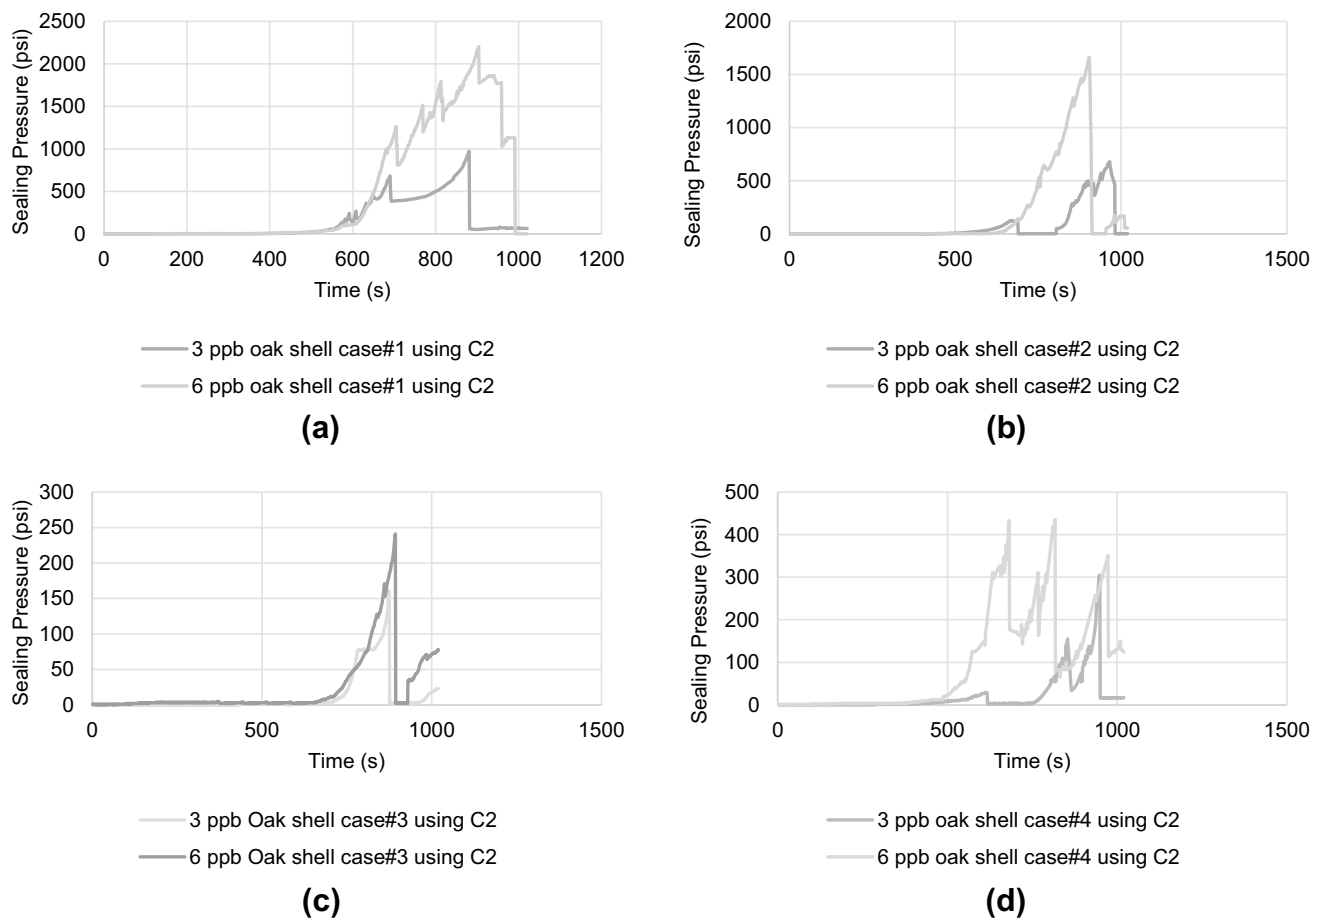 2500
2000
1500
1000
500
0
Sealing Pressure (psi)
0 200 400 600 800 1000 1200
Time (s)
3 ppb oak shell case#1 using C2
6 ppb oak shell case#1 using C2
(a)
2000
1500
1000
500
0
Sealing Pressure (psi)
0 500 1000 1500
Time (s)
3 ppb oak shell case#2 using C2
6 ppb oak shell case#2 using C2
(b)
300
250
200
150
100
50
0
Sealing Pressure (psi)
0 500 1000 1500
Time (s)
3 ppb Oak shell case#3 using C2
6 ppb Oak shell case#3 using C2
(c)
500
400
300
200
100
0
Sealing Pressure (psi)
0 500 1000 1500
Time (s)
3 ppb oak shell case#4 using C2
6 ppb oak shell case#4 using C2
(d)